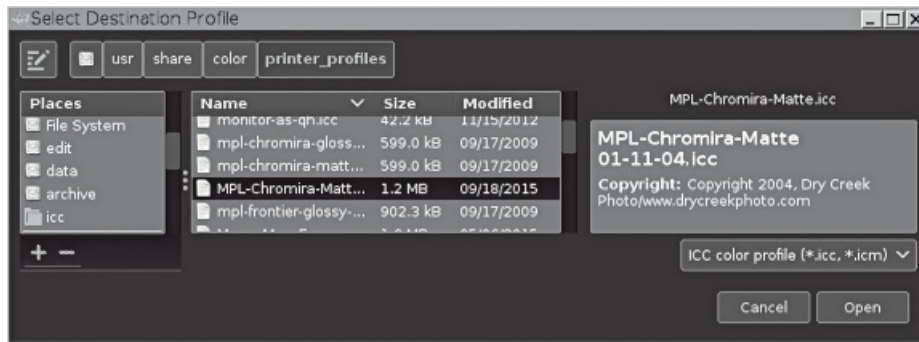 Select Destination Profile
usr share color printer_profiles
Places
File System
edit
data
archive
icc
Name Size Modified
monitor-as-qh.icc 42.2 kB 11/15/2012
mpl-chromira-gloss... 599.0 kB 09/17/2009
mpl-chromira-matt... 599.0 kB 09/17/2009
MPL-Chromira-Matt... 1.2 MB 09/18/2015
mpl-frontier-glossy-... 902.3 kB 09/17/2009
MPL-Chromira-Matte.icc
MPL-Chromira-Matte
01-11-04.icc
Copyright: Copyright 2004, Dry Creek
Photo/www.drycreekphoto.com
ICC color profile (*.icc, *.icm)
Cancel Open